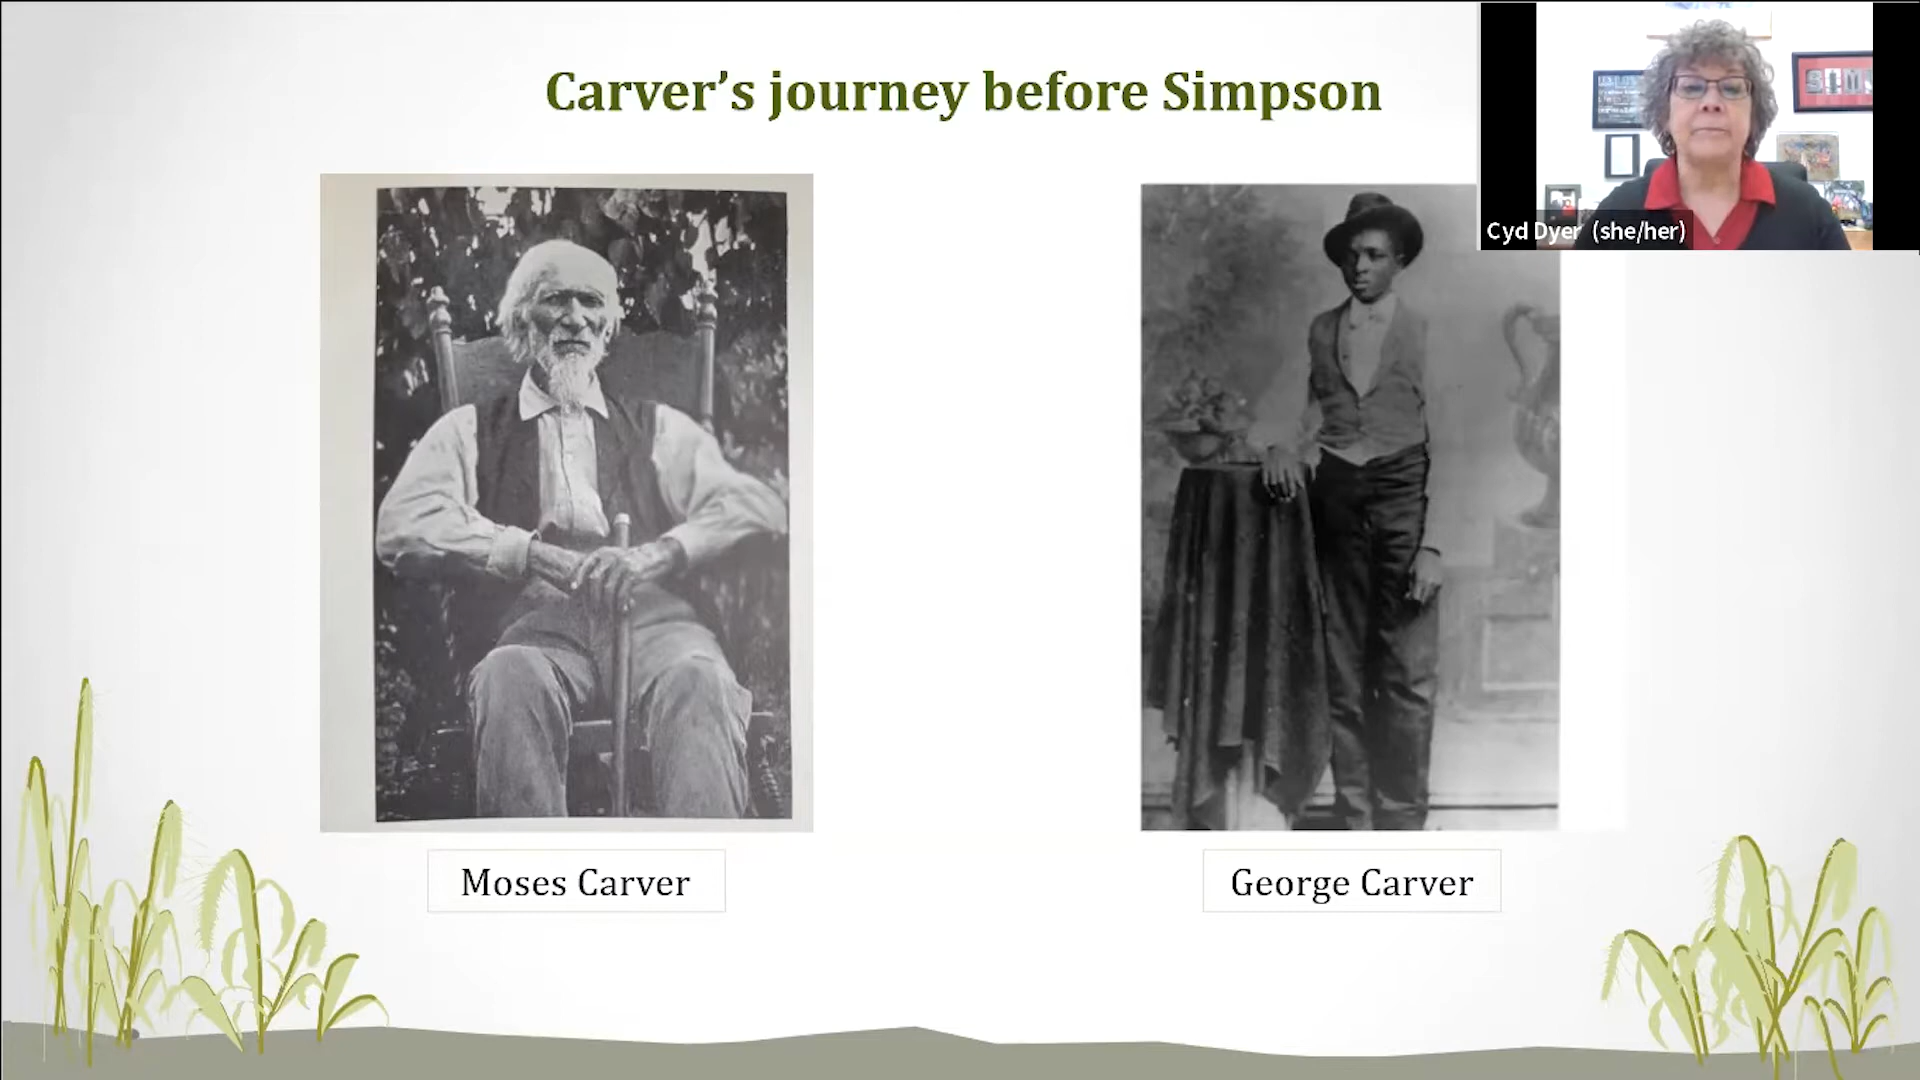 Carver’s journey before Simpson
Cyd Dyer (she/her)
Moses Carver
George Carver